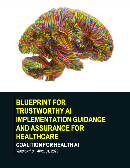 BLUEPRINT FOR
TRUSTWORTHY AI
IMPLEMENTATION GUIDANCE
AND ASSURANCE FOR
HEALTHCARE
COALITION FOR HEALTH AI